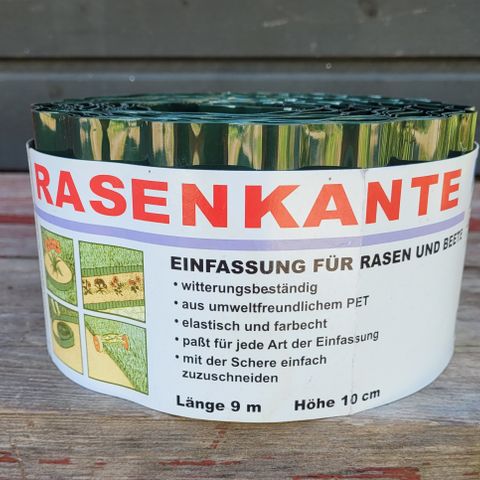 RASENKANTE
EINFASSUNG FÜR RASEN UND BEETE
• witterungsbeständig
• aus umweltfreundlichem PET
• elastisch und farbecht
• paßt für jede Art der Einfassung
• mit der Schere einfach
zuzuschneiden
Länge 9 m Höhe 10 cm